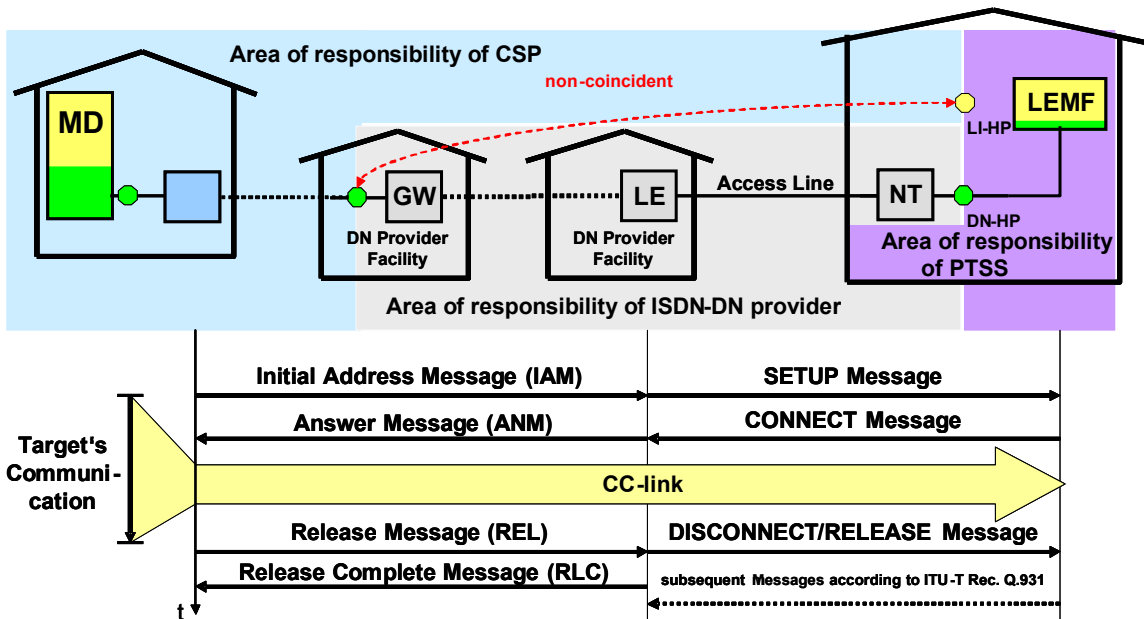 Area of responsibility of CSP
non-coincident
MD
LEMF
LI-HP
GW
LE
Access Line
NT
DN-HP
DN Provider
Facility
DN Provider
Facility
Area of responsibility
of PTSS
Area of responsibility of ISDN-DN provider
Initial Address Message (IAM)
SETUP Message
Answer Message (ANM)
CONNECT Message
Target's
Communi-
cation
CC-link
Release Message (REL)
DISCONNECT/RELEASE Message
Release Complete Message (RLC)
subsequent Messages according to ITU-T Rec. Q.931
t